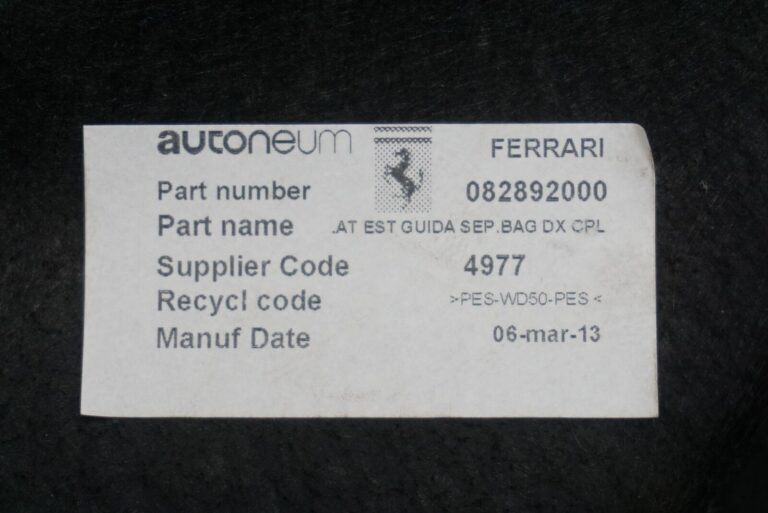 autoneum FERRARI
Part number 082892000
Part name .AT EST GUIDA SEP.BAG DX CPL
Supplier Code 4977
Recycl code >PES-WD50-PES<
Manuf Date 06-mar-13